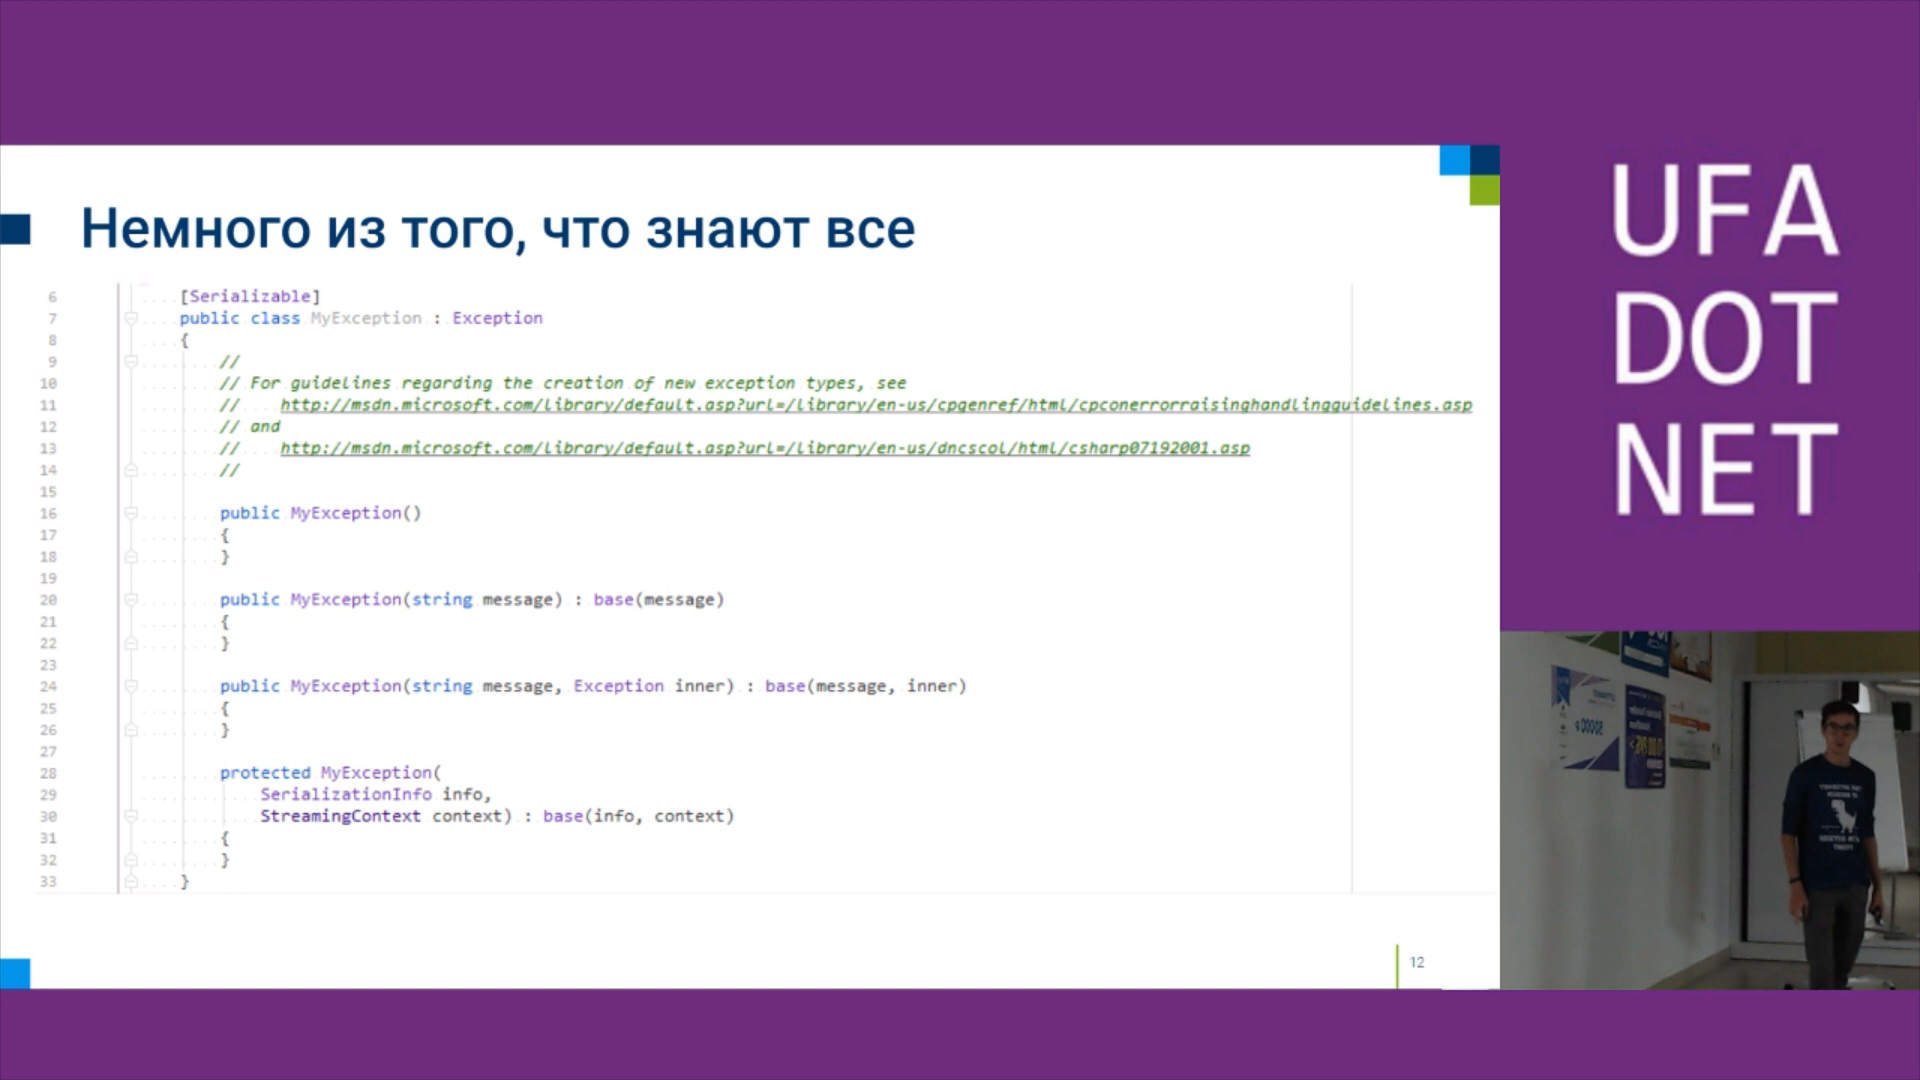 Немного из того, что знают все
6 [Serializable]
7 public class MyException : Exception
8 {
9 //
10 // For guidelines regarding the creation of new exception types, see
11 // http://msdn.microsoft.com/library/default.asp?url=/library/en-us/cpgenref/html/cpconerrorraisinghandlingguidelines.asp
12 // and
13 // http://msdn.microsoft.com/library/default.asp?url=/library/en-us/dncscol/html/csharp07192001.asp
14 //
15
16 public MyException()
17 {
18 }
19
20 public MyException(string message) : base(message)
21 {
22 }
23
24 public MyException(string message, Exception inner) : base(message, inner)
25 {
26 }
27
28 protected MyException(
29 SerializationInfo info,
30 StreamingContext context) : base(info, context)
31 {
32 }
33 }
12
UFA
DOT
NET